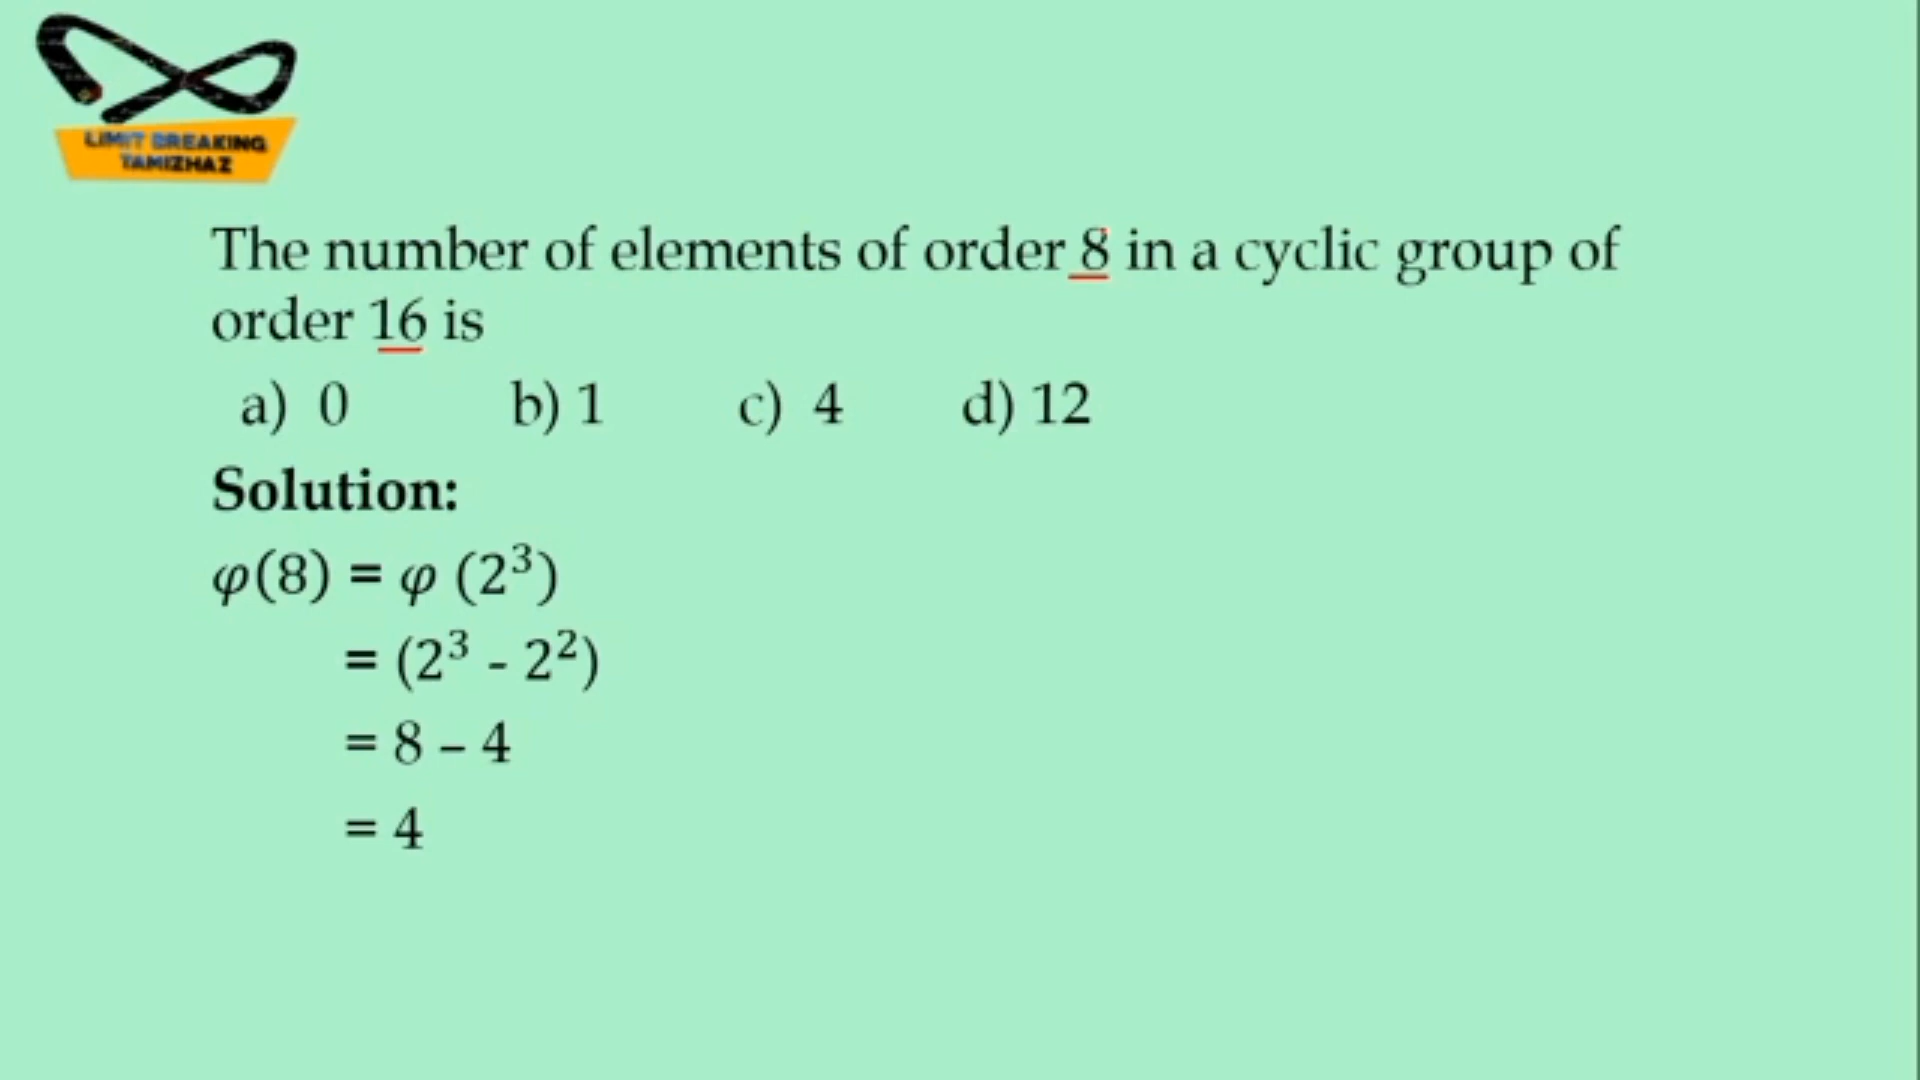 LIMIT BREAKING
TAMIZHAZ
The number of elements of order 8 in a cyclic group of
order 16 is
a) 0 b) 1 c) 4 d) 12
Solution:
φ(8) = φ (2³)
= (2³ - 2²)
= 8 – 4
= 4